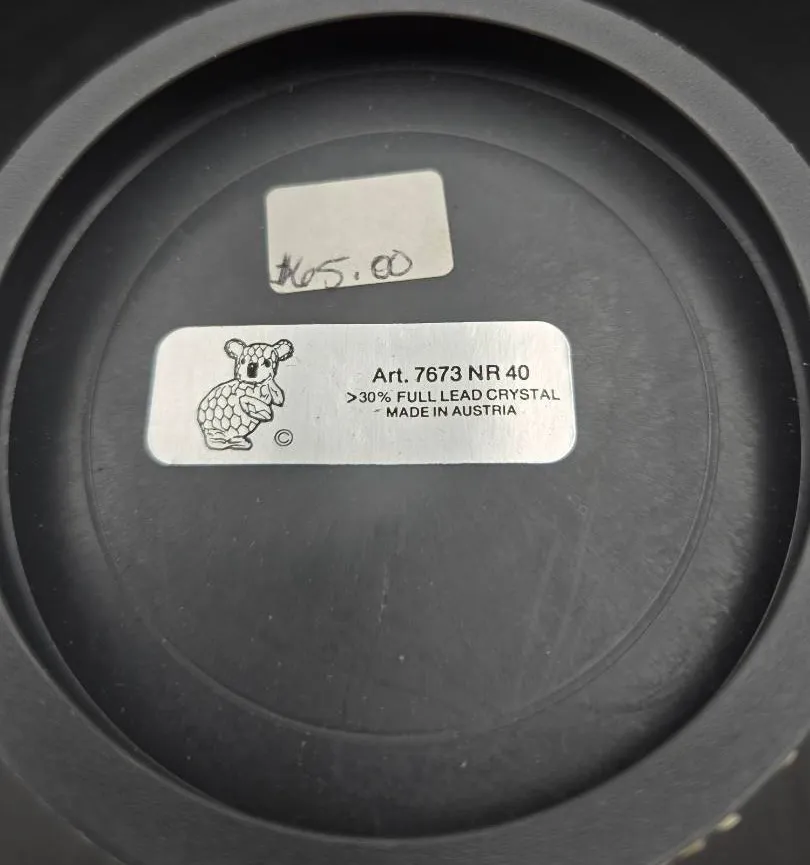 $65.00
Art. 7673 NR 40
>30% FULL LEAD CRYSTAL
MADE IN AUSTRIA
©